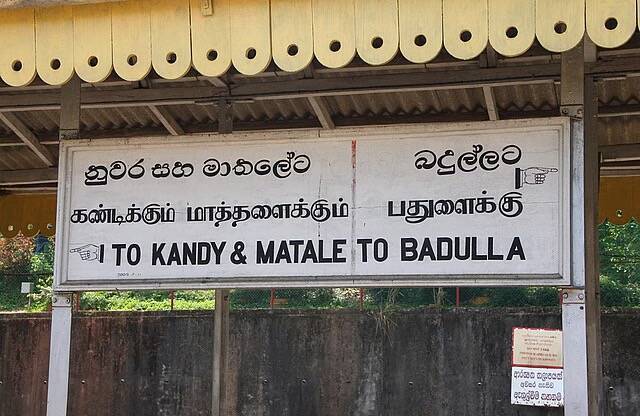 නුවර සහ මාතලේට
බදුල්ලට
கண்டிக்கும் மாத்தளைக்கும்
பதுளைக்கு
TO KANDY & MATALE
TO BADULLA